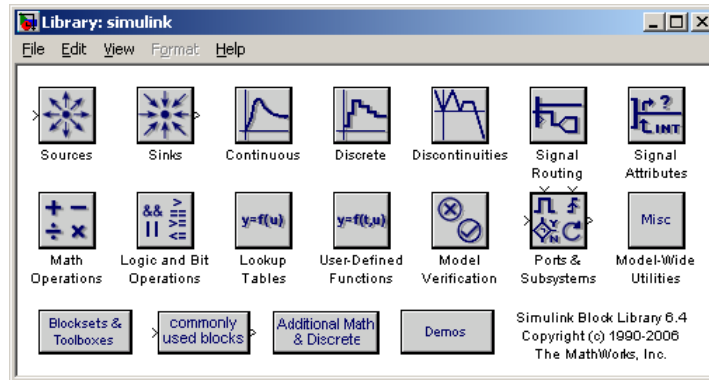 Library: simulink
File Edit View Format Help
Sources Sinks Continuous Discrete Discontinuities Signal Routing Signal Attributes
?
INT
+ −
÷ ×
&& >
|| ==
>=
<=
y=f(u)
y=f(t,u)
Y
N
Misc
Math Operations
Logic and Bit Operations
Lookup Tables
User-Defined Functions
Model Verification
Ports & Subsystems
Model-Wide Utilities
Blocksets & Toolboxes
commonly used blocks
Additional Math & Discrete
Demos
Simulink Block Library 6.4
Copyright (c) 1990-2006
The MathWorks, Inc.